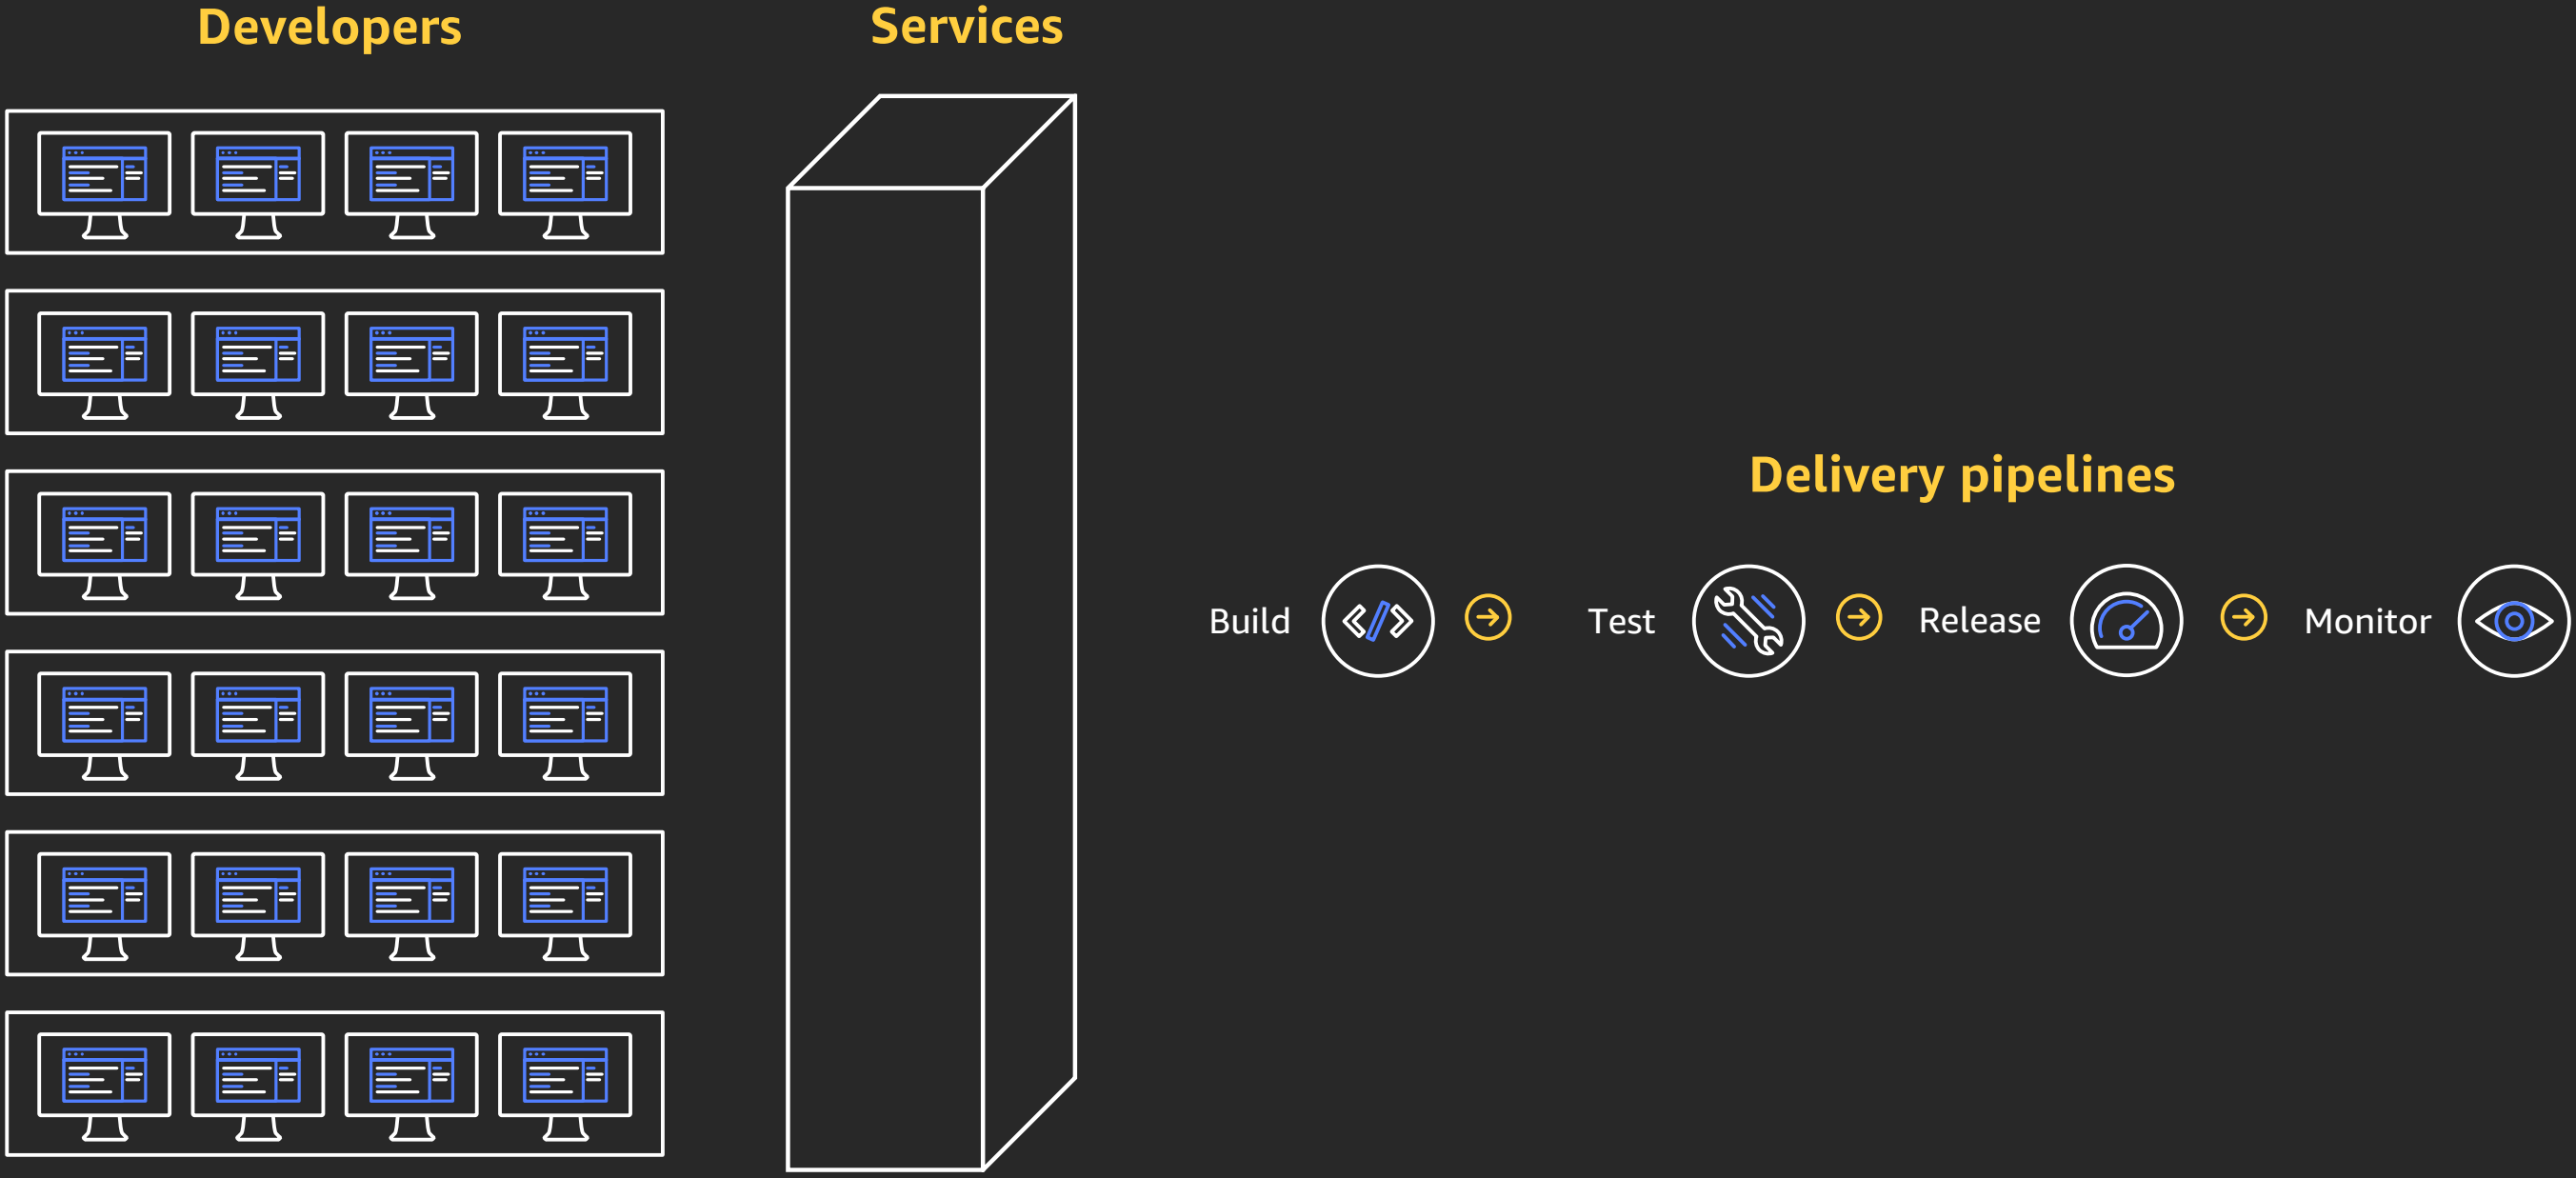 Developers
Services
Delivery pipelines
Build
Test
Release
Monitor